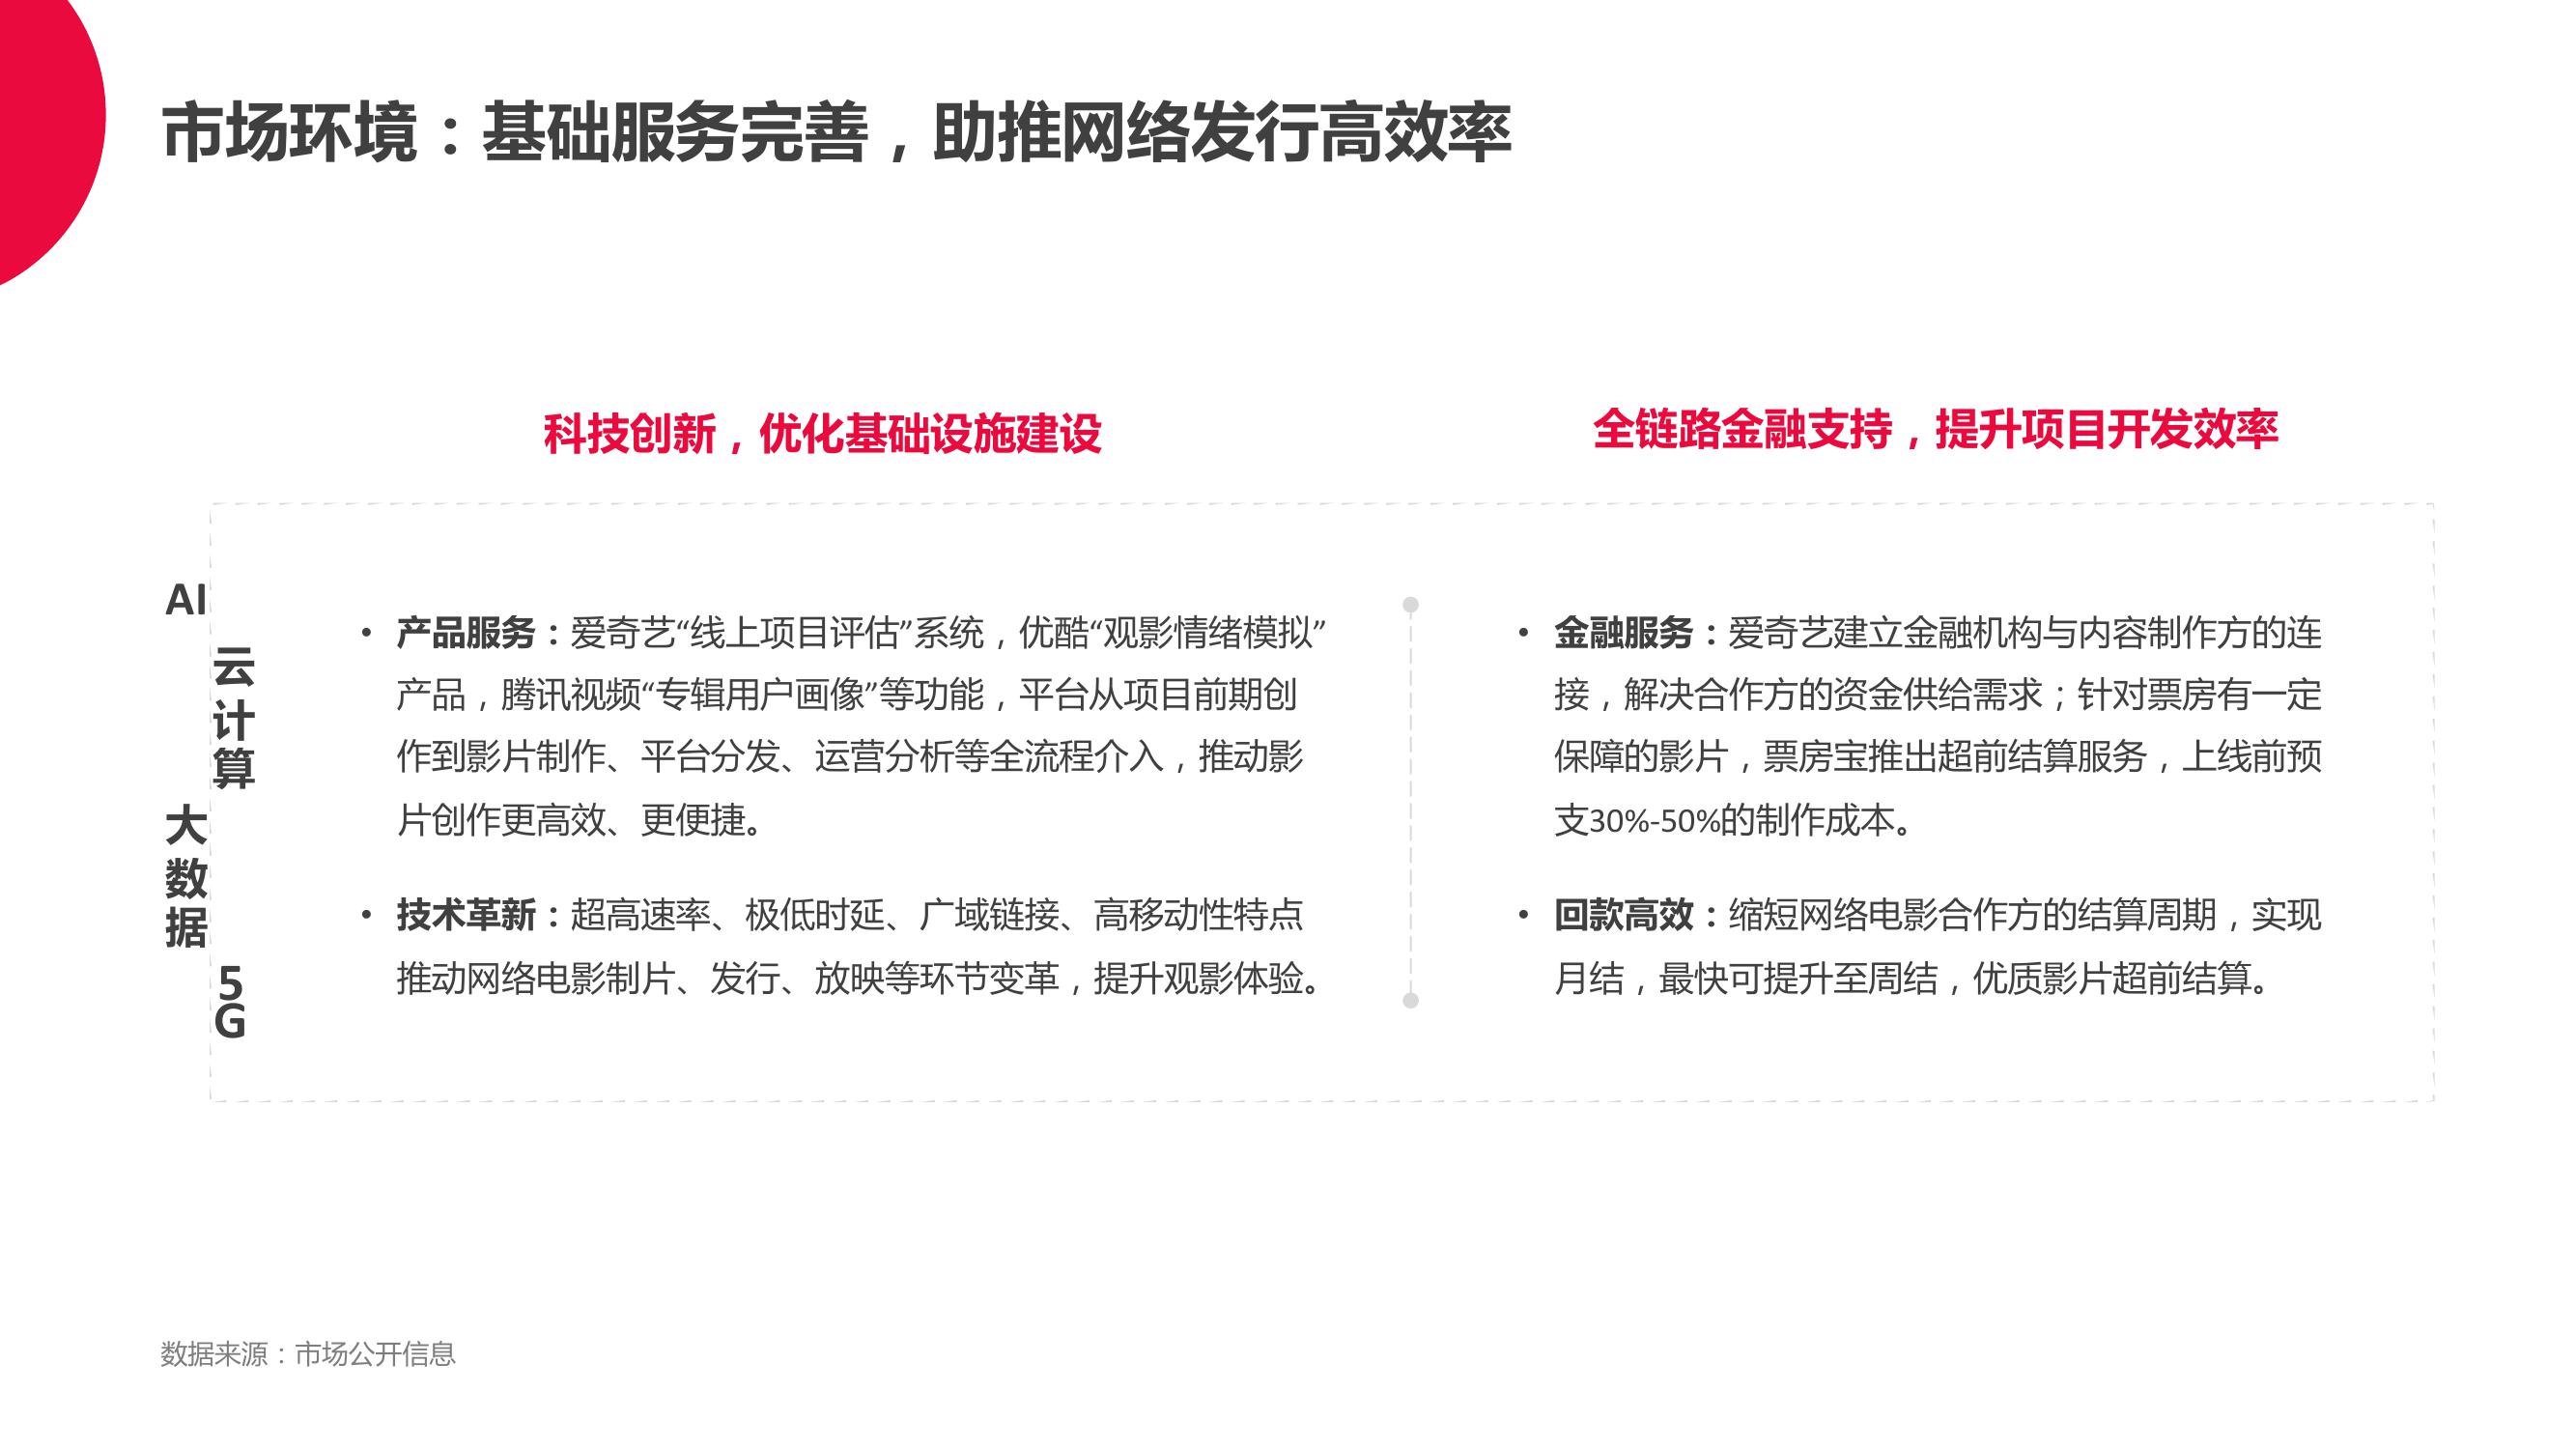 市场环境：基础服务完善，助推网络发行高效率
科技创新，优化基础设施建设
全链路金融支持，提升项目开发效率
AI
云计算
大数据
5G
• 产品服务：爱奇艺“线上项目评估”系统，优酷“观影情绪模拟”
产品，腾讯视频“专辑用户画像”等功能，平台从项目前期创
作到影片制作、平台分发、运营分析等全流程介入，推动影
片创作更高效、更便捷。
• 技术革新：超高速率、极低时延、广域链接、高移动性特点
推动网络电影制片、发行、放映等环节变革，提升观影体验。
• 金融服务：爱奇艺建立金融机构与内容制作方的连
接，解决合作方的资金供给需求；针对票房有一定
保障的影片，票房宝推出超前结算服务，上线前预
支30%-50%的制作成本。
• 回款高效：缩短网络电影合作方的结算周期，实现
月结，最快可提升至周结，优质影片超前结算。
数据来源：市场公开信息